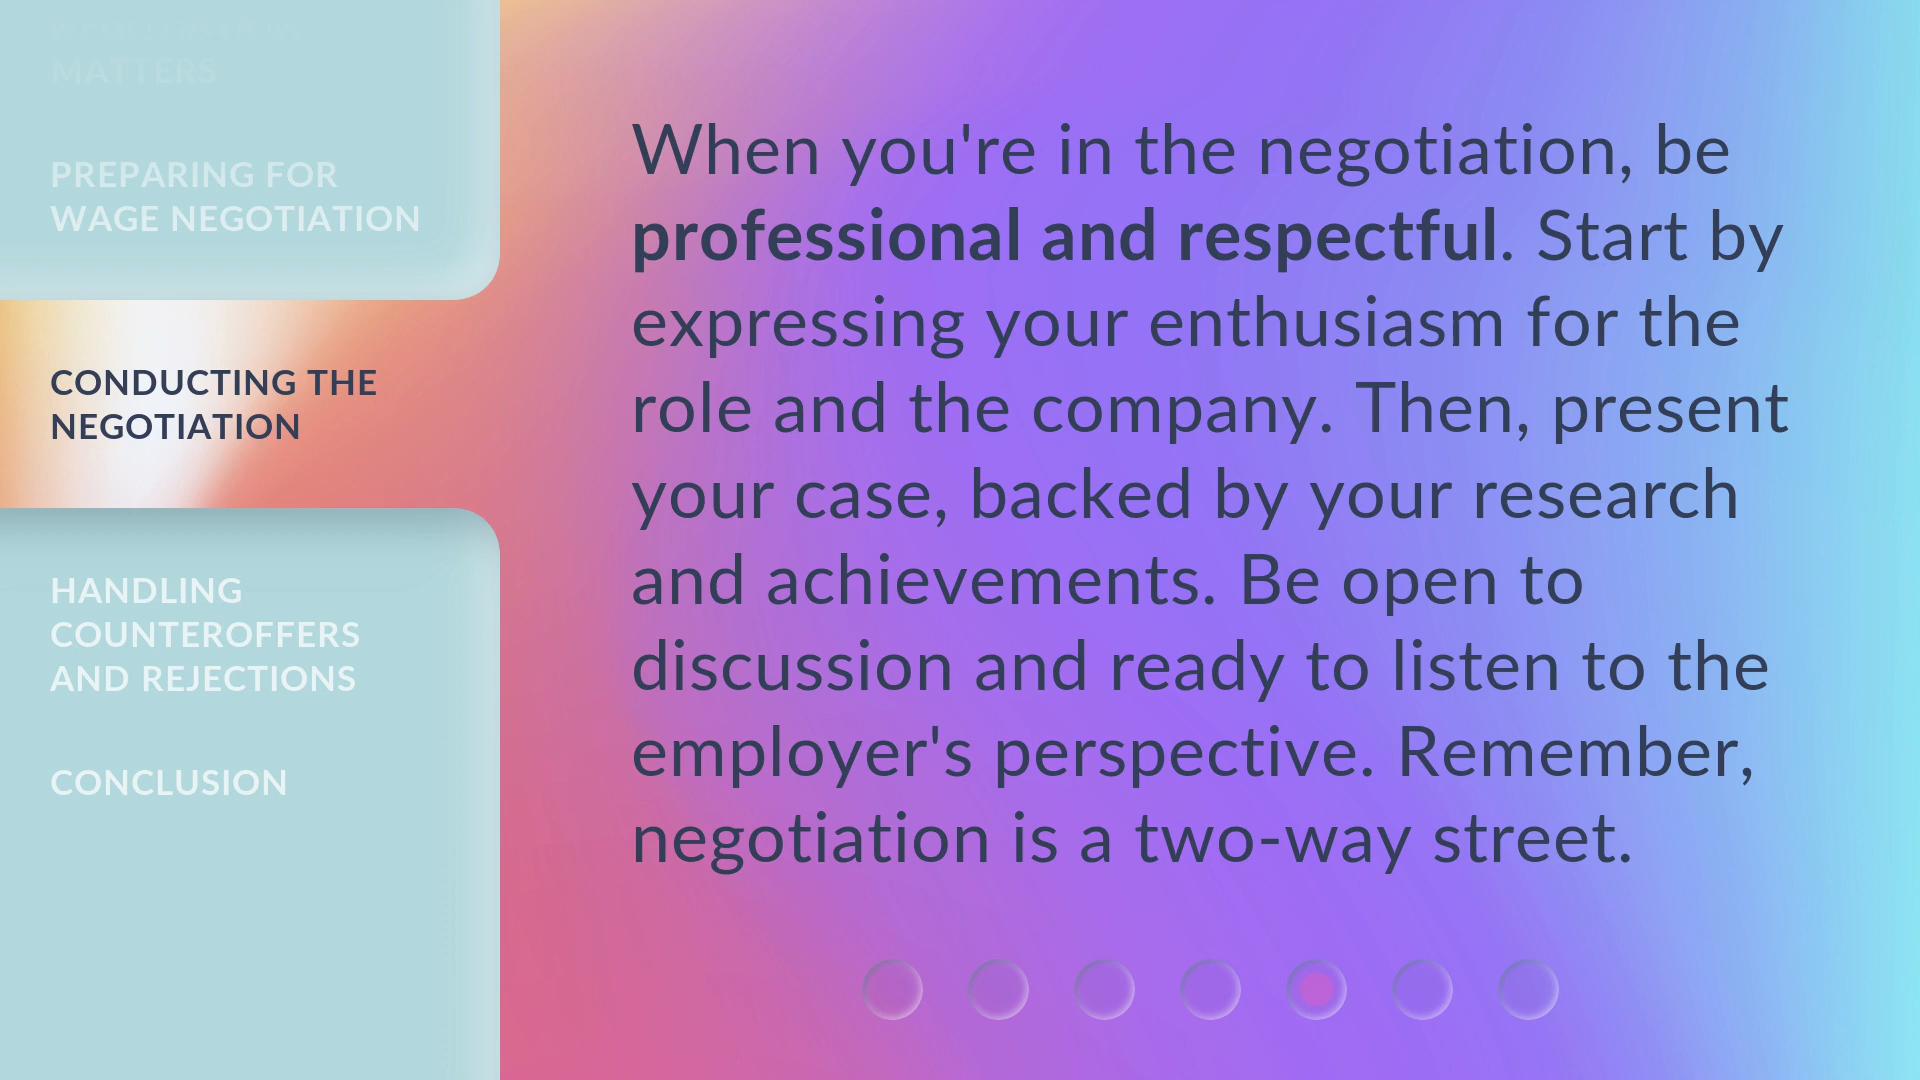 MATTERS
PREPARING FOR
WAGE NEGOTIATION
CONDUCTING THE
NEGOTIATION
HANDLING
COUNTEROFFERS
AND REJECTIONS
CONCLUSION
When you're in the negotiation, be
professional and respectful. Start by
expressing your enthusiasm for the
role and the company. Then, present
your case, backed by your research
and achievements. Be open to
discussion and ready to listen to the
employer's perspective. Remember,
negotiation is a two-way street.